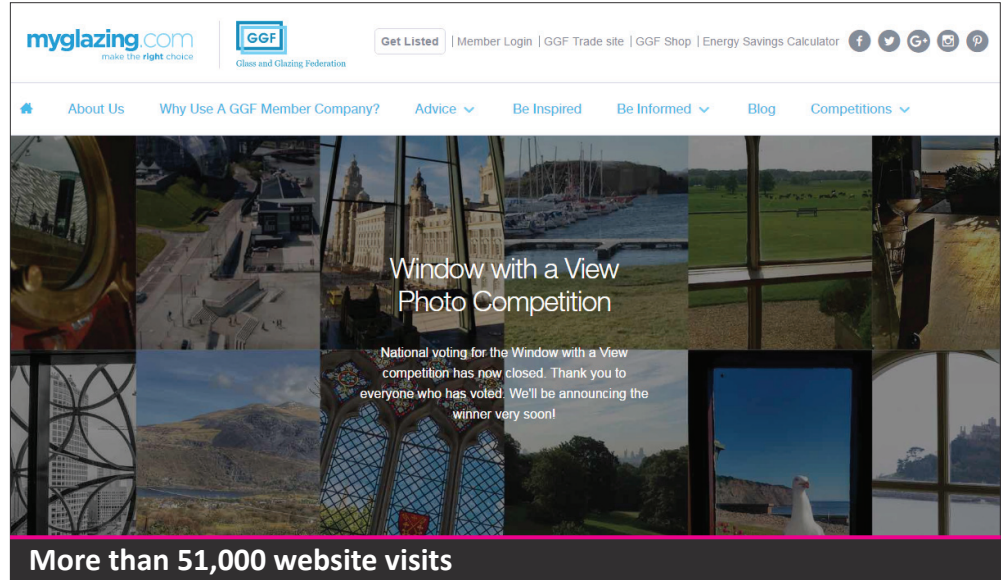 myglazing.com
make the right choice
GGF
Glass and Glazing Federation
Get Listed | Member Login | GGF Trade site | GGF Shop | Energy Savings Calculator
About Us Why Use A GGF Member Company? Advice Be Inspired Be Informed Blog Competitions
Window with a View
Photo Competition
National voting for the Window with a View
competition has now closed. Thank you to
everyone who has voted. We'll be announcing the
winner very soon!
More than 51,000 website visits